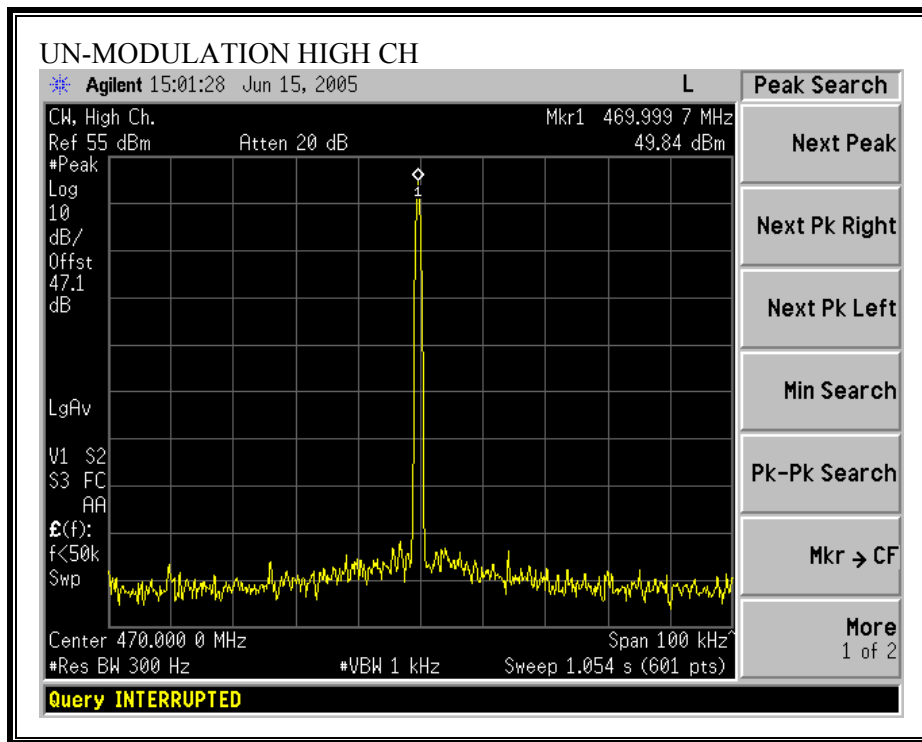 UN-MODULATION HIGH CH
Agilent 15:01:28 Jun 15, 2005 L
Peak Search
CW, High Ch. Mkr1 469.999 7 MHz
Ref 55 dBm Atten 20 dB 49.84 dBm
#Peak
Log
10
dB/
Offst
47.1
dB
1
LgAv
V1 S2
S3 FC
AA
£(f):
f<50k
Swp
Center 470.000 0 MHz Span 100 kHz^
#Res BW 300 Hz #VBW 1 kHz Sweep 1.054 s (601 pts)
Query INTERRUPTED
Next Peak
Next Pk Right
Next Pk Left
Min Search
Pk-Pk Search
Mkr → CF
More
1 of 2